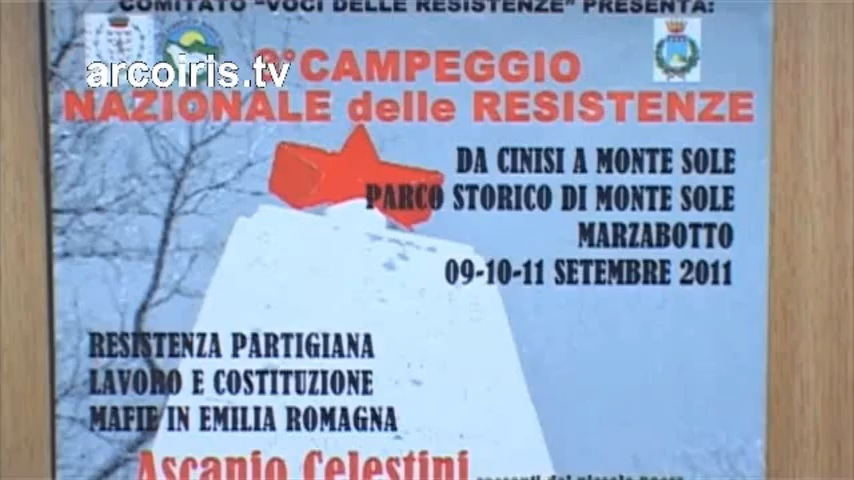 COMITATO "VOCI DELLE RESISTENZE" PRESENTA:
arcoiris.tv
2° CAMPEGGIO
NAZIONALE delle RESISTENZE
DA CINISI A MONTE SOLE
PARCO STORICO DI MONTE SOLE
MARZABOTTO
09-10-11 SETEMBRE 2011
RESISTENZA PARTIGIANA
LAVORO E COSTITUZIONE
MAFIE IN EMILIA ROMAGNA
Ascanio Celestini